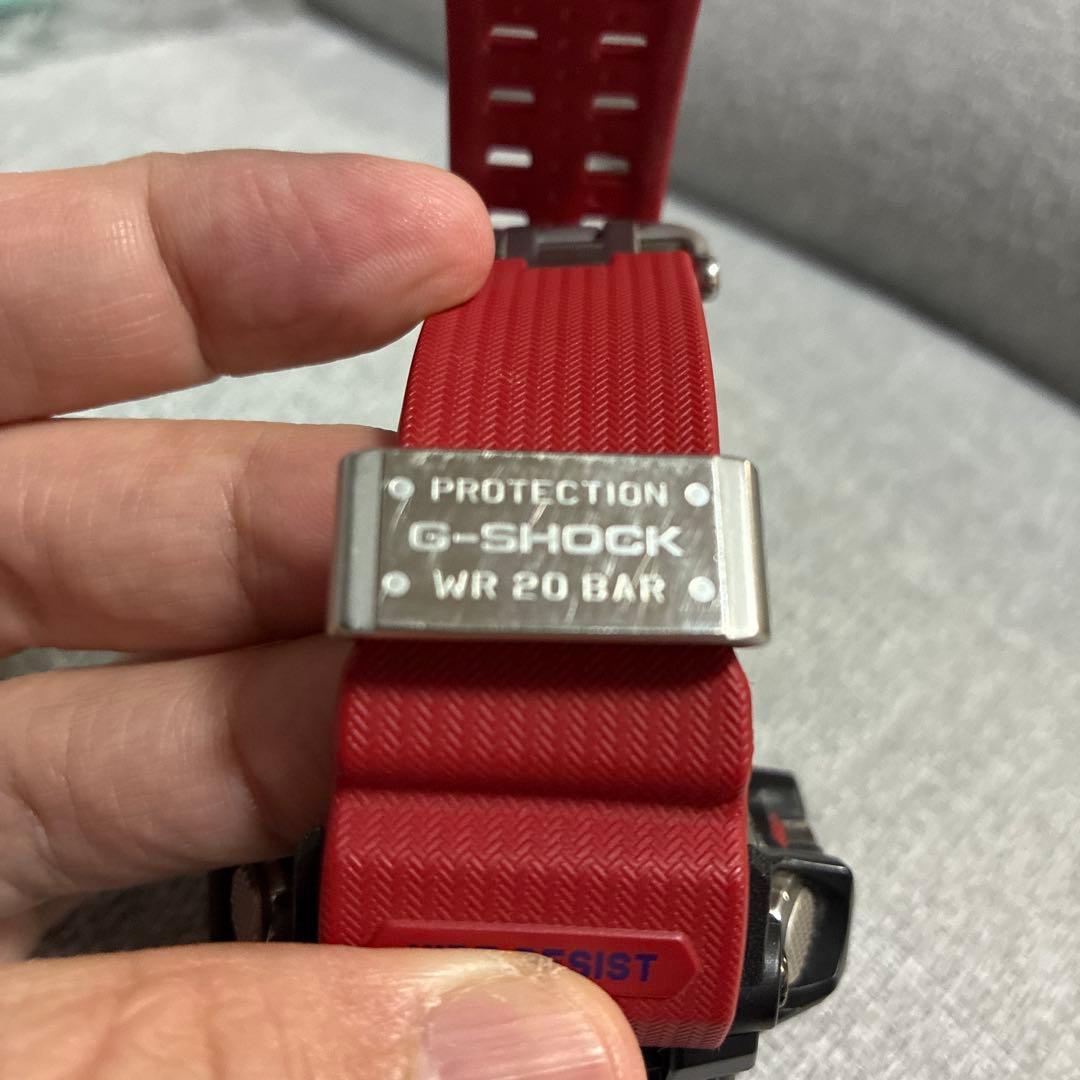 PROTECTION
G-SHOCK
WR 20 BAR
RESIST